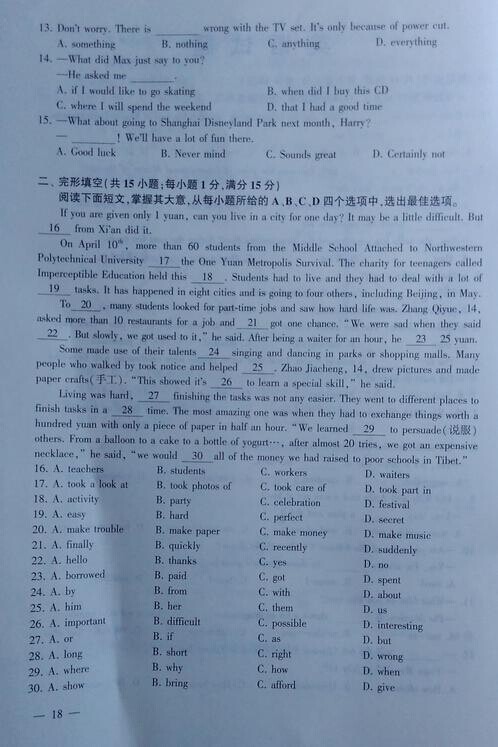 13. Don't worry. There is ______ wrong with the TV set. It's only because of power cut.
A. something B. nothing C. anything D. everything
14. —What did Max just say to you?
—He asked me ______.
A. if I would like to go skating B. when did I buy this CD
C. where I will spend the weekend D. that I had a good time
15. —What about going to Shanghai Disneyland Park next month, Harry?
— ______! We'll have a lot of fun there.
A. Good luck B. Never mind C. Sounds great D. Certainly not
二、完形填空(共15小题;每小题1分,满分15分)
阅读下面短文,掌握其大意,从每小题所给的A、B、C、D四个选项中,选出最佳选项。
If you are given only 1 yuan, can you live in a city for one day? It may be a little difficult. But
16 from Xi'an did it.
On April 10th, more than 60 students from the Middle School Attached to Northwestern
Polytechnical University 17 the One Yuan Metropolis Survival. The charity for teenagers called
Imperceptible Education held this 18 . Students had to live and they had to deal with a lot of
19 tasks. It has happened in eight cities and is going to four others, including Beijing, in May.
To 20 , many students looked for part-time jobs and saw how hard life was. Zhang Qiyue, 14,
asked more than 10 restaurants for a job and 21 got one chance. "We were sad when they said
22 . But slowly, we got used to it," he said. After being a waiter for an hour, he 23 25 yuan.
Some made use of their talents 24 singing and dancing in parks or shopping malls. Many
people who walked by took notice and helped 25 . Zhao Jiacheng, 14, drew pictures and made
paper crafts(手工). "This showed it's 26 to learn a special skill," he said.
Living was hard, 27 finishing the tasks was not any easier. They went to different places to
finish tasks in a 28 time. The most amazing one was when they had to exchange things worth a
hundred yuan with only a piece of paper in half an hour. "We learned 29 to persuade(说服)
others. From a balloon to a cake to a bottle of yogurt…, after almost 20 tries, we got an expensive
necklace," he said, "we would 30 all of the money we had raised to poor schools in Tibet."
16. A. teachers B. students C. workers D. waiters
17. A. took a look at B. took photos of C. took care of D. took part in
18. A. activity B. party C. celebration D. festival
19. A. easy B. hard C. perfect D. secret
20. A. make trouble B. make paper C. make money D. make music
21. A. finally B. quickly C. recently D. suddenly
22. A. hello B. thanks C. yes D. no
23. A. borrowed B. paid C. got D. spent
24. A. by B. from C. with D. about
25. A. him B. her C. them D. us
26. A. important B. difficult C. possible D. interesting
27. A. or B. if C. as D. but
28. A. long B. short C. right D. wrong
29. A. where B. why C. how D. when
30. A. show B. bring C. afford D. give
— 18 —